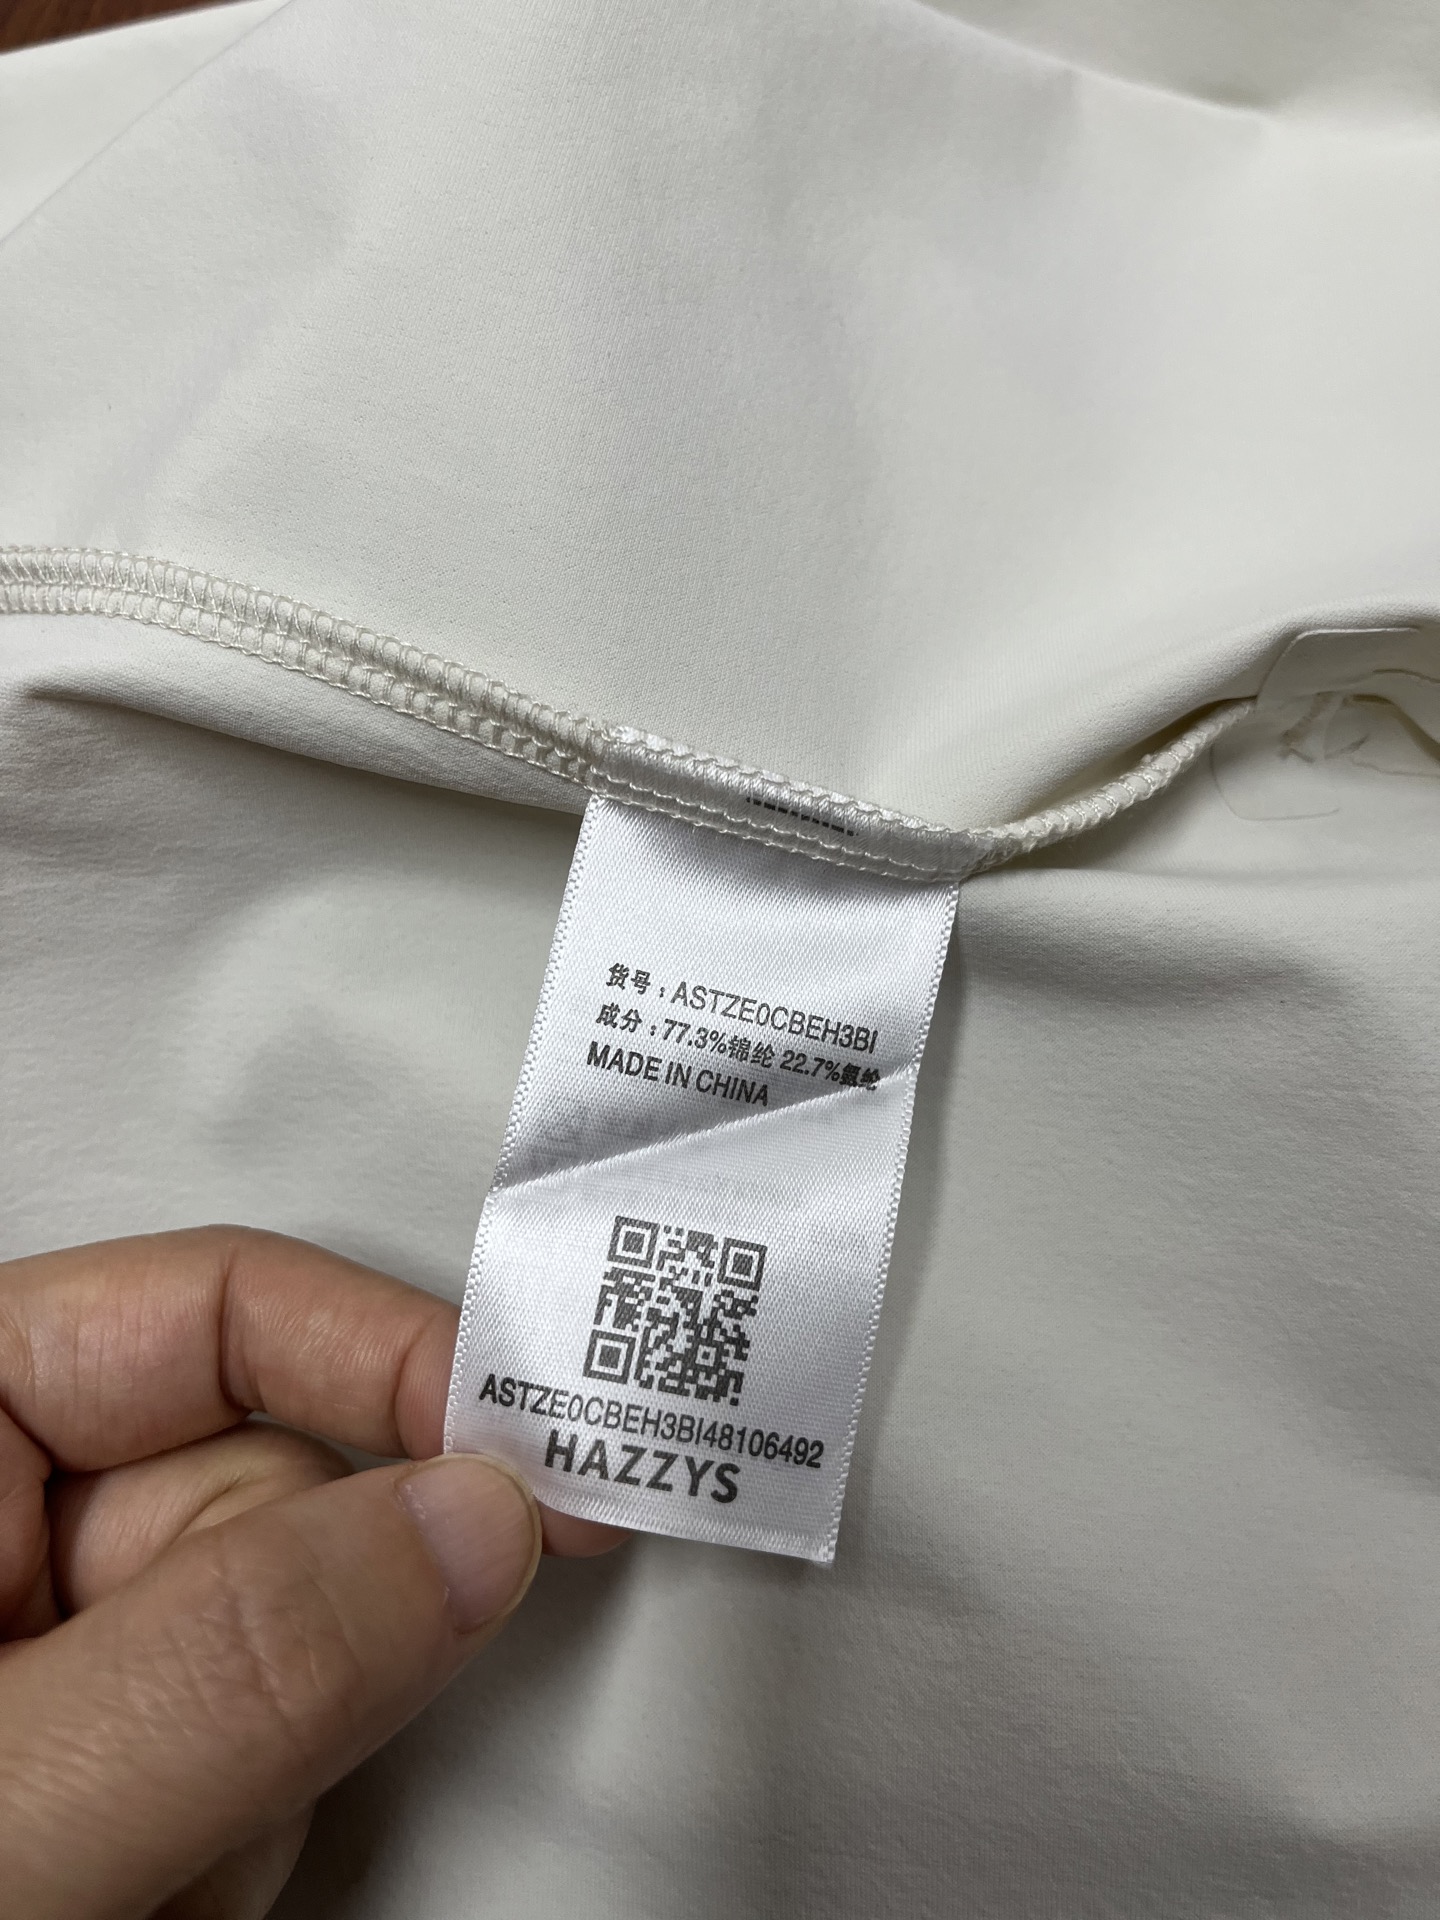 货号：ASTZE0CBEH3BI
成分：77.3%锦纶 22.7%氨纶
MADE IN CHINA
ASTZE0CBEH3BI48106492
HAZZYS